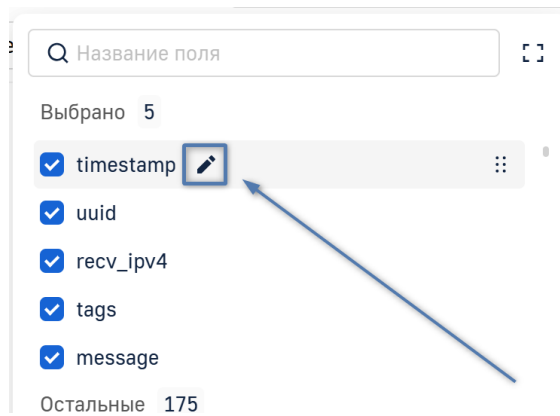 Название поля
Выбрано 5
timestamp
uuid
recv_ipv4
tags
message
Остальные 175